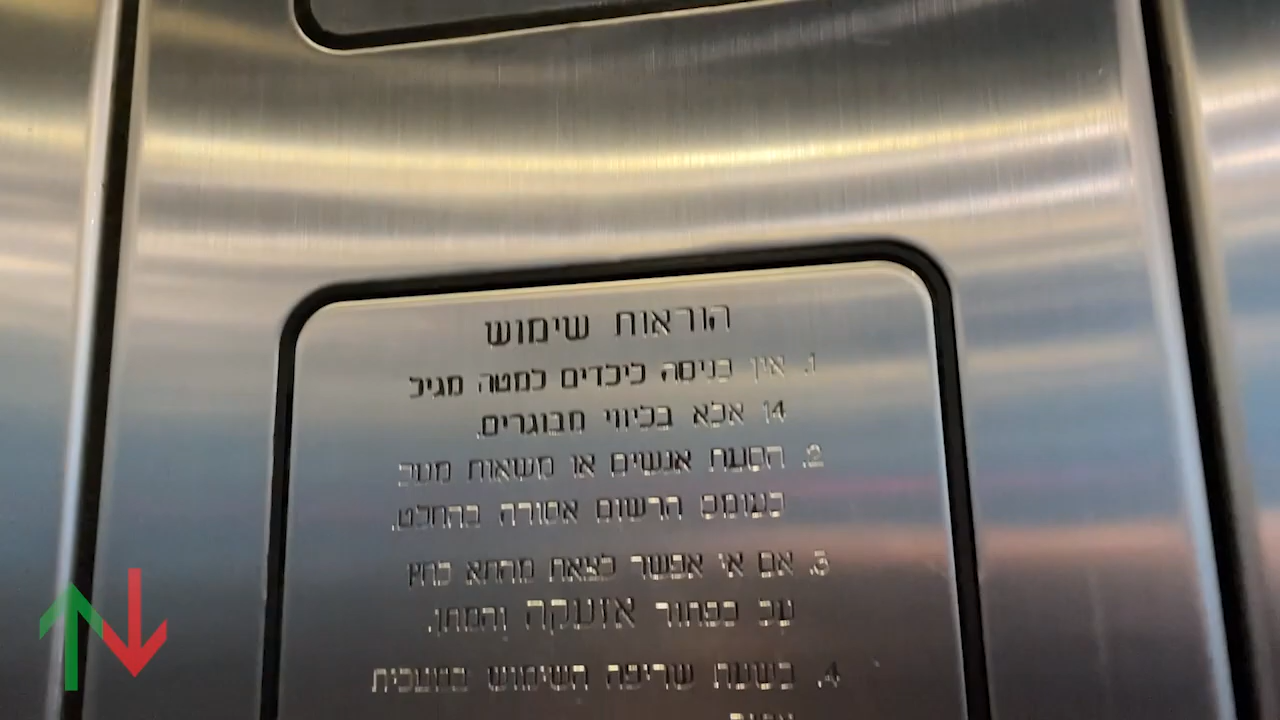 הוראות שימוש
1. אין כניסה לילדים למטה מגיל
14 אלא בליווי מבוגרים.
2. הסעת אנשים או משאות מעל
לעומס הרשום אסורה בהחלט.
3. אם אי אפשר לצאת מהתא לחץ
על כפתור אזעקה והמתן.
4. בשעת שריפה השימוש במעלית